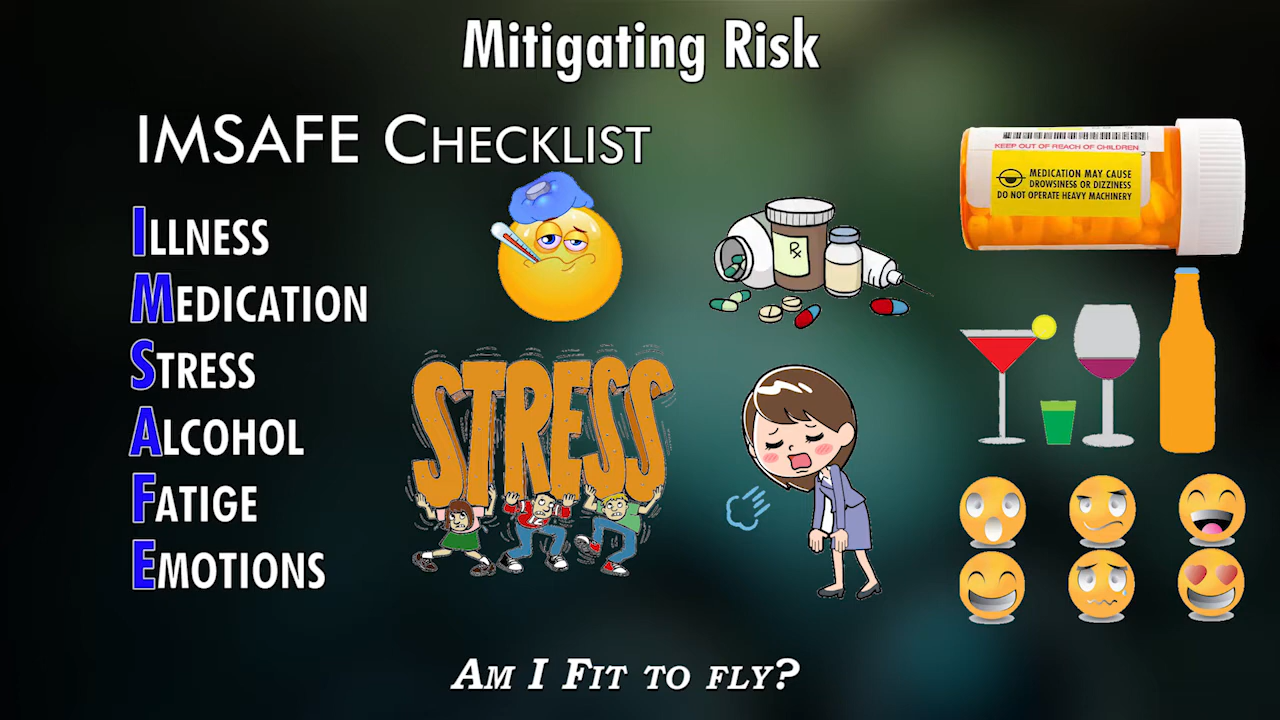 Mitigating Risk
IMSAFE CHECKLIST
ILLNESS
MEDICATION
STRESS
ALCOHOL
FATIGE
EMOTIONS
KEEP OUT OF REACH OF CHILDREN
MEDICATION MAY CAUSE
DROWSINESS OR DIZZINESS
DO NOT OPERATE HEAVY MACHINERY
Rx
STRESS
AM I FIT TO FLY?